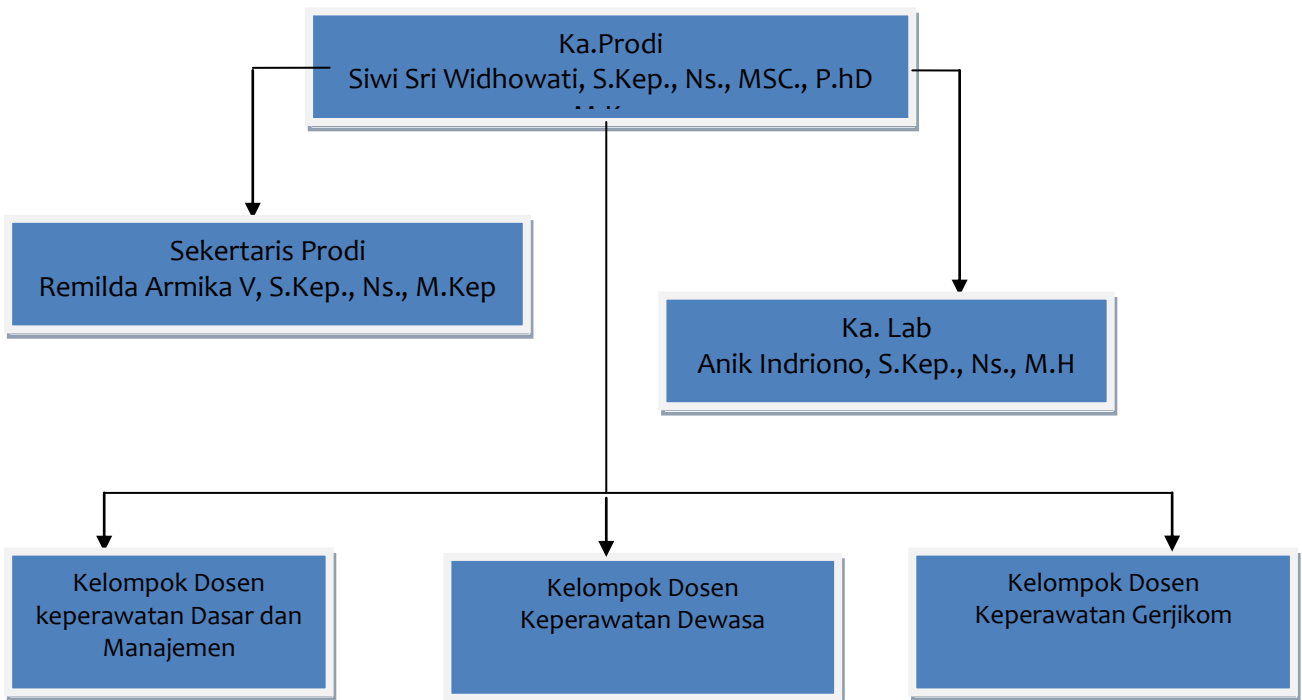 Ka.Prodi
Siwi Sri Widhowati, S.Kep., Ns., MSC., P.hD
Sekertaris Prodi
Remilda Armika V, S.Kep., Ns., M.Kep
Ka. Lab
Anik Indriono, S.Kep., Ns., M.H
Kelompok Dosen
keperawatan Dasar dan
Manajemen
Kelompok Dosen
Keperawatan Dewasa
Kelompok Dosen
Keperawatan Gerjikom